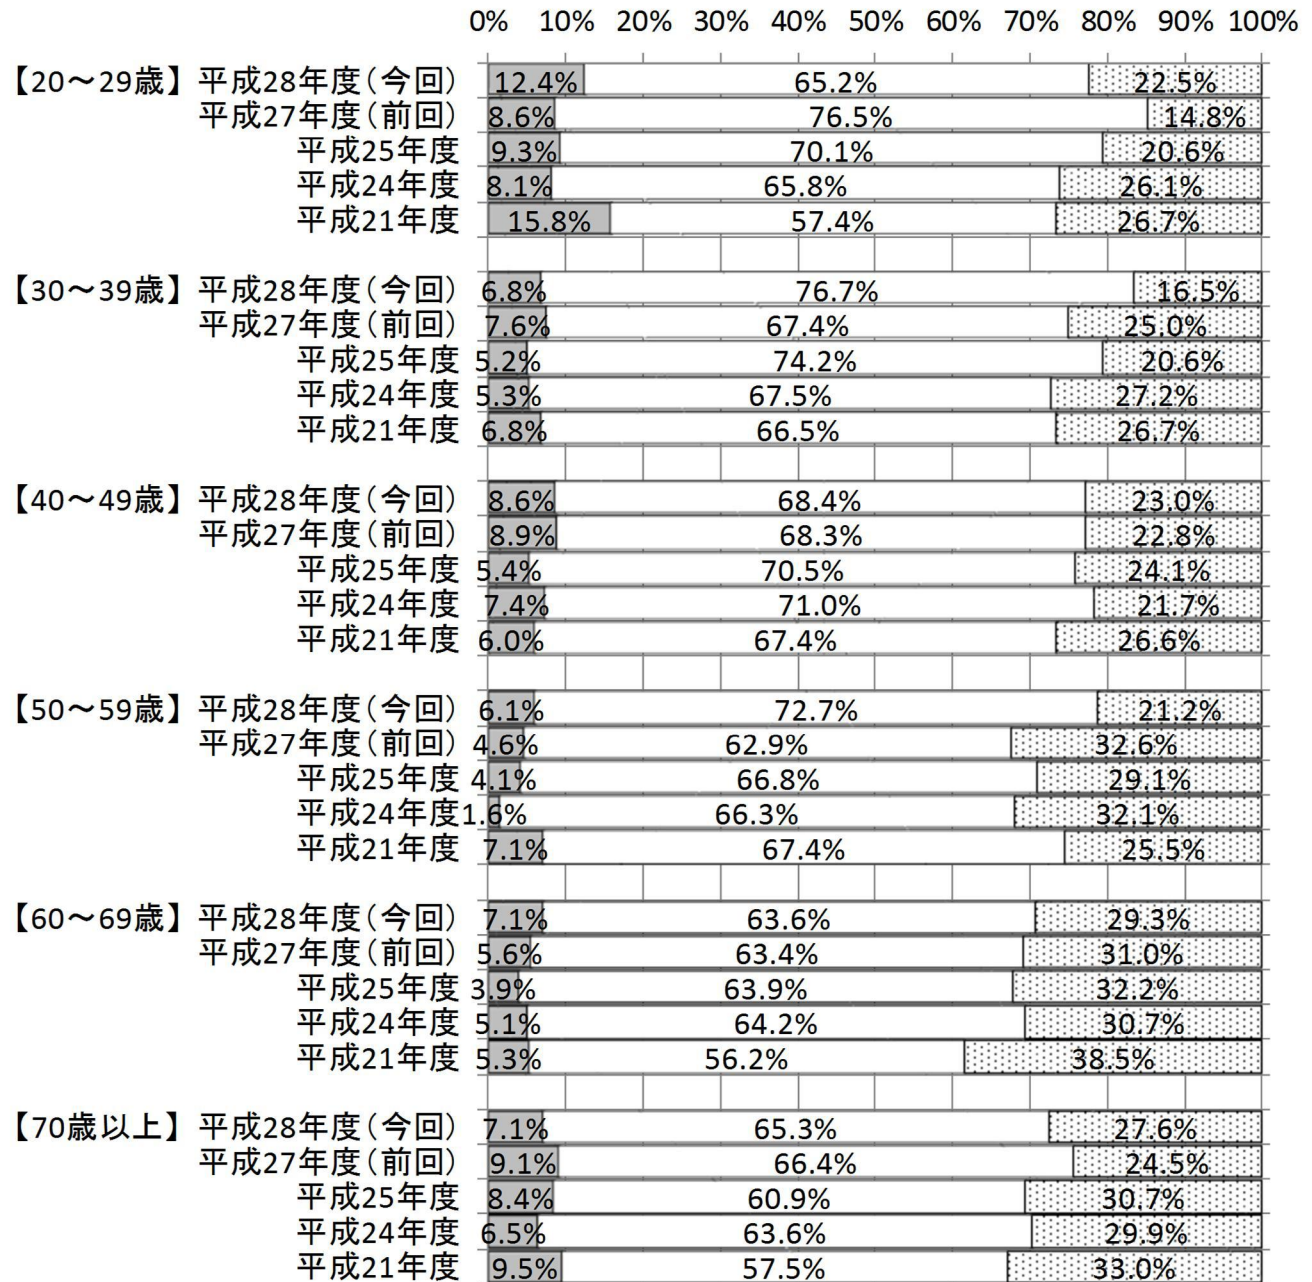 0% 10% 20% 30% 40% 50% 60% 70% 80% 90% 100%
【20～29歳】平成28年度(今回) 12.4% 65.2% 22.5%
平成27年度(前回) 8.6% 76.5% 14.8%
平成25年度 9.3% 70.1% 20.6%
平成24年度 8.1% 65.8% 26.1%
平成21年度 15.8% 57.4% 26.7%
【30～39歳】平成28年度(今回) 6.8% 76.7% 16.5%
平成27年度(前回) 7.6% 67.4% 25.0%
平成25年度 5.2% 74.2% 20.6%
平成24年度 5.3% 67.5% 27.2%
平成21年度 6.8% 66.5% 26.7%
【40～49歳】平成28年度(今回) 8.6% 68.4% 23.0%
平成27年度(前回) 8.9% 68.3% 22.8%
平成25年度 5.4% 70.5% 24.1%
平成24年度 7.4% 71.0% 21.7%
平成21年度 6.0% 67.4% 26.6%
【50～59歳】平成28年度(今回) 6.1% 72.7% 21.2%
平成27年度(前回) 4.6% 62.9% 32.6%
平成25年度 4.1% 66.8% 29.1%
平成24年度 1.6% 66.3% 32.1%
平成21年度 7.1% 67.4% 25.5%
【60～69歳】平成28年度(今回) 7.1% 63.6% 29.3%
平成27年度(前回) 5.6% 63.4% 31.0%
平成25年度 3.9% 63.9% 32.2%
平成24年度 5.1% 64.2% 30.7%
平成21年度 5.3% 56.2% 38.5%
【70歳以上】平成28年度(今回) 7.1% 65.3% 27.6%
平成27年度(前回) 9.1% 66.4% 24.5%
平成25年度 8.4% 60.9% 30.7%
平成24年度 6.5% 63.6% 29.9%
平成21年度 9.5% 57.5% 33.0%